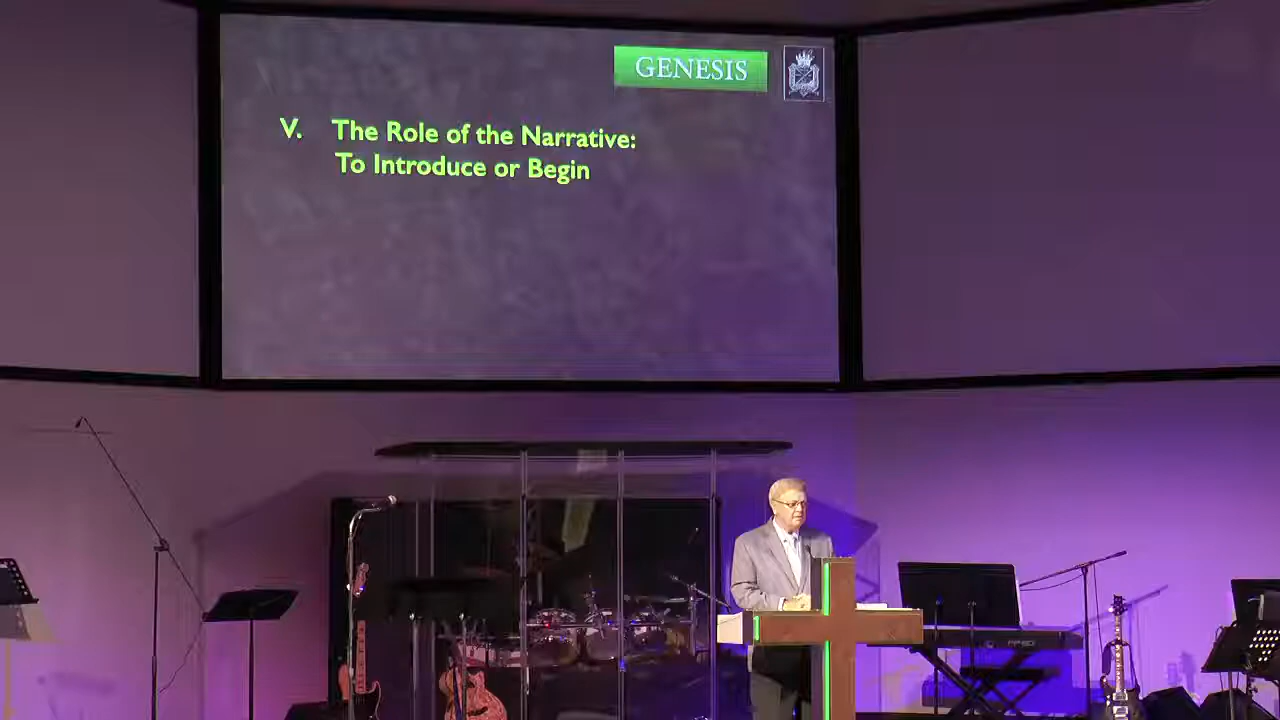 GENESIS
V. The Role of the Narrative:
To Introduce or Begin